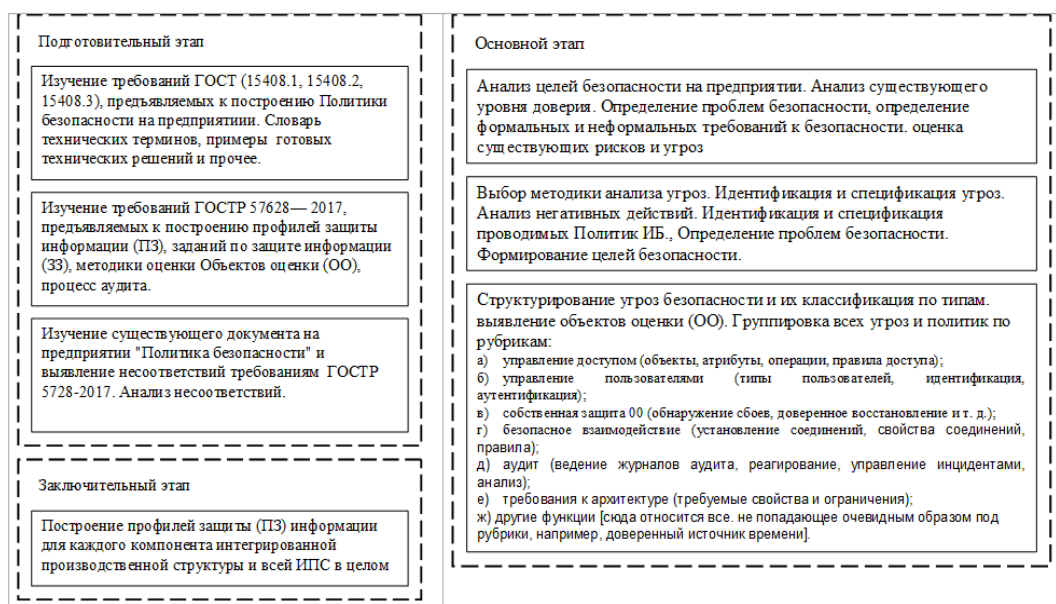 Подготовительный этап
Изучение требований ГОСТ (15408.1, 15408.2,
15408.3), предъявляемых к построению Политики
безопасности на предприятиии. Словарь
технических терминов, примеры готовых
технических решений и прочее.
Изучение требований ГОСТР 57628— 2017,
предъявляемых к построению профилей защиты
информации (ПЗ), заданий по защите информации
(ЗЗ), методики оценки Объектов оценки (ОО),
процесс аудита.
Изучение существующего документа на
предприятии "Политика безопасности" и
выявление несоответствий требованиям ГОСТР
5728-2017. Анализ несоответствий.
Заключительный этап
Построение профилей защиты (ПЗ) информации
для каждого компонента интегрированной
производственной структуры и всей ИПС в целом
Основной этап
Анализ целей безопасности на предприятии. Анализ существующего
уровня доверия. Определение проблем безопасности, определение
формальных и неформальных требований к безопасности. оценка
существующих рисков и угроз
Выбор методики анализа угроз. Идентификация и спецификация угроз.
Анализ негативных действий. Идентификация и спецификация
проводимых Политик ИБ., Определение проблем безопасности.
Формирование целей безопасности.
Структурирование угроз безопасности и их классификация по типам.
выявление объектов оценки (ОО). Группировка всех угроз и политик по
рубрикам:
а) управление доступом (объекты, атрибуты, операции, правила доступа);
б) управление пользователями (типы пользователей, идентификация,
аутентификация);
в) собственная защита 00 (обнаружение сбоев, доверенное восстановление и т. д.);
г) безопасное взаимодействие (установление соединений, свойства соединений,
правила);
д) аудит (ведение журналов аудита, реагирование, управление инцидентами,
анализ);
е) требования к архитектуре (требуемые свойства и ограничения);
ж) другие функции [сюда относится все. не попадающее очевидным образом под
рубрики, например, доверенный источник времени].